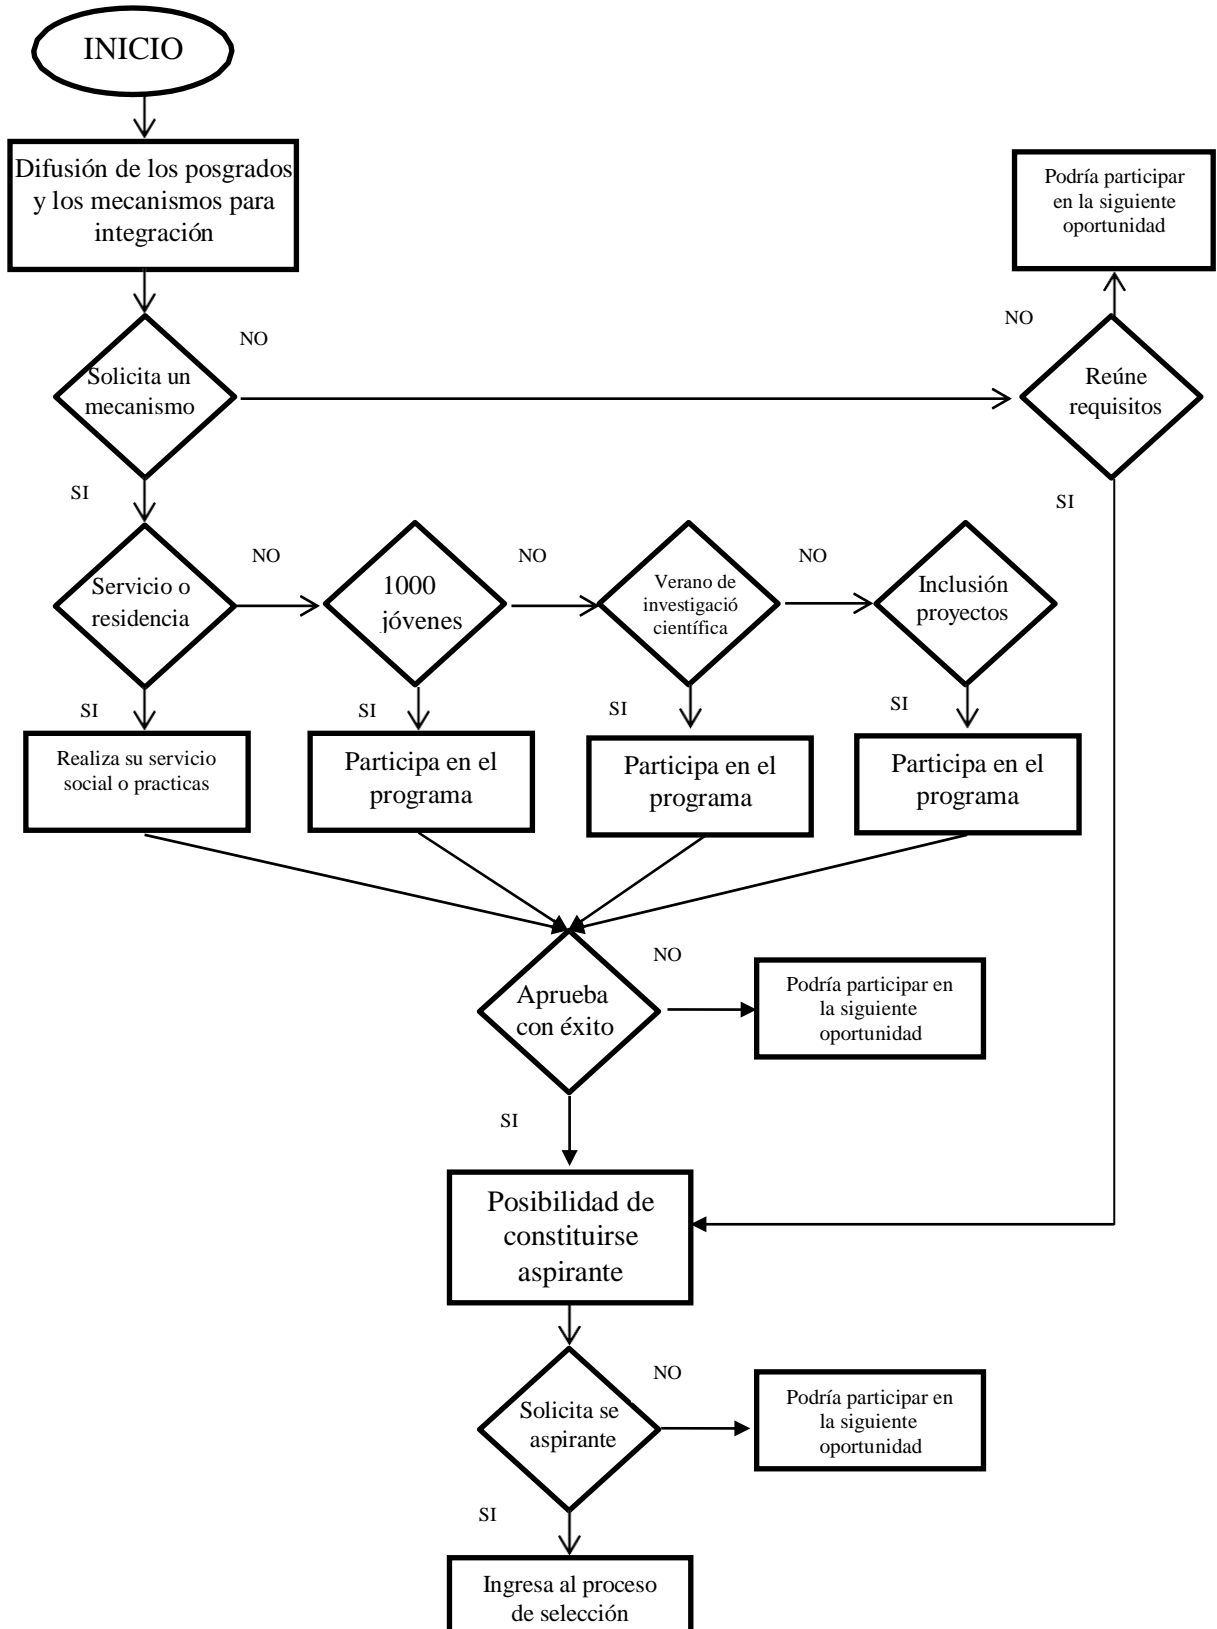 INICIO
Difusión de los posgrados
y los mecanismos para
integración
Podría participar
en la siguiente
oportunidad
NO
NO
Solicita un
mecanismo
Reúne
requisitos
SI
SI
NO
NO
NO
Servicio o
residencia
1000
jóvenes
Verano de
investigació
científica
Inclusión
proyectos
SI
SI
SI
SI
Realiza su servicio
social o practicas
Participa en el
programa
Participa en el
programa
Participa en el
programa
NO
Aprueba
con éxito
Podría participar en
la siguiente
oportunidad
SI
Posibilidad de
constituirse
aspirante
NO
Solicita se
aspirante
Podría participar en
la siguiente
oportunidad
SI
Ingresa al proceso
de selección